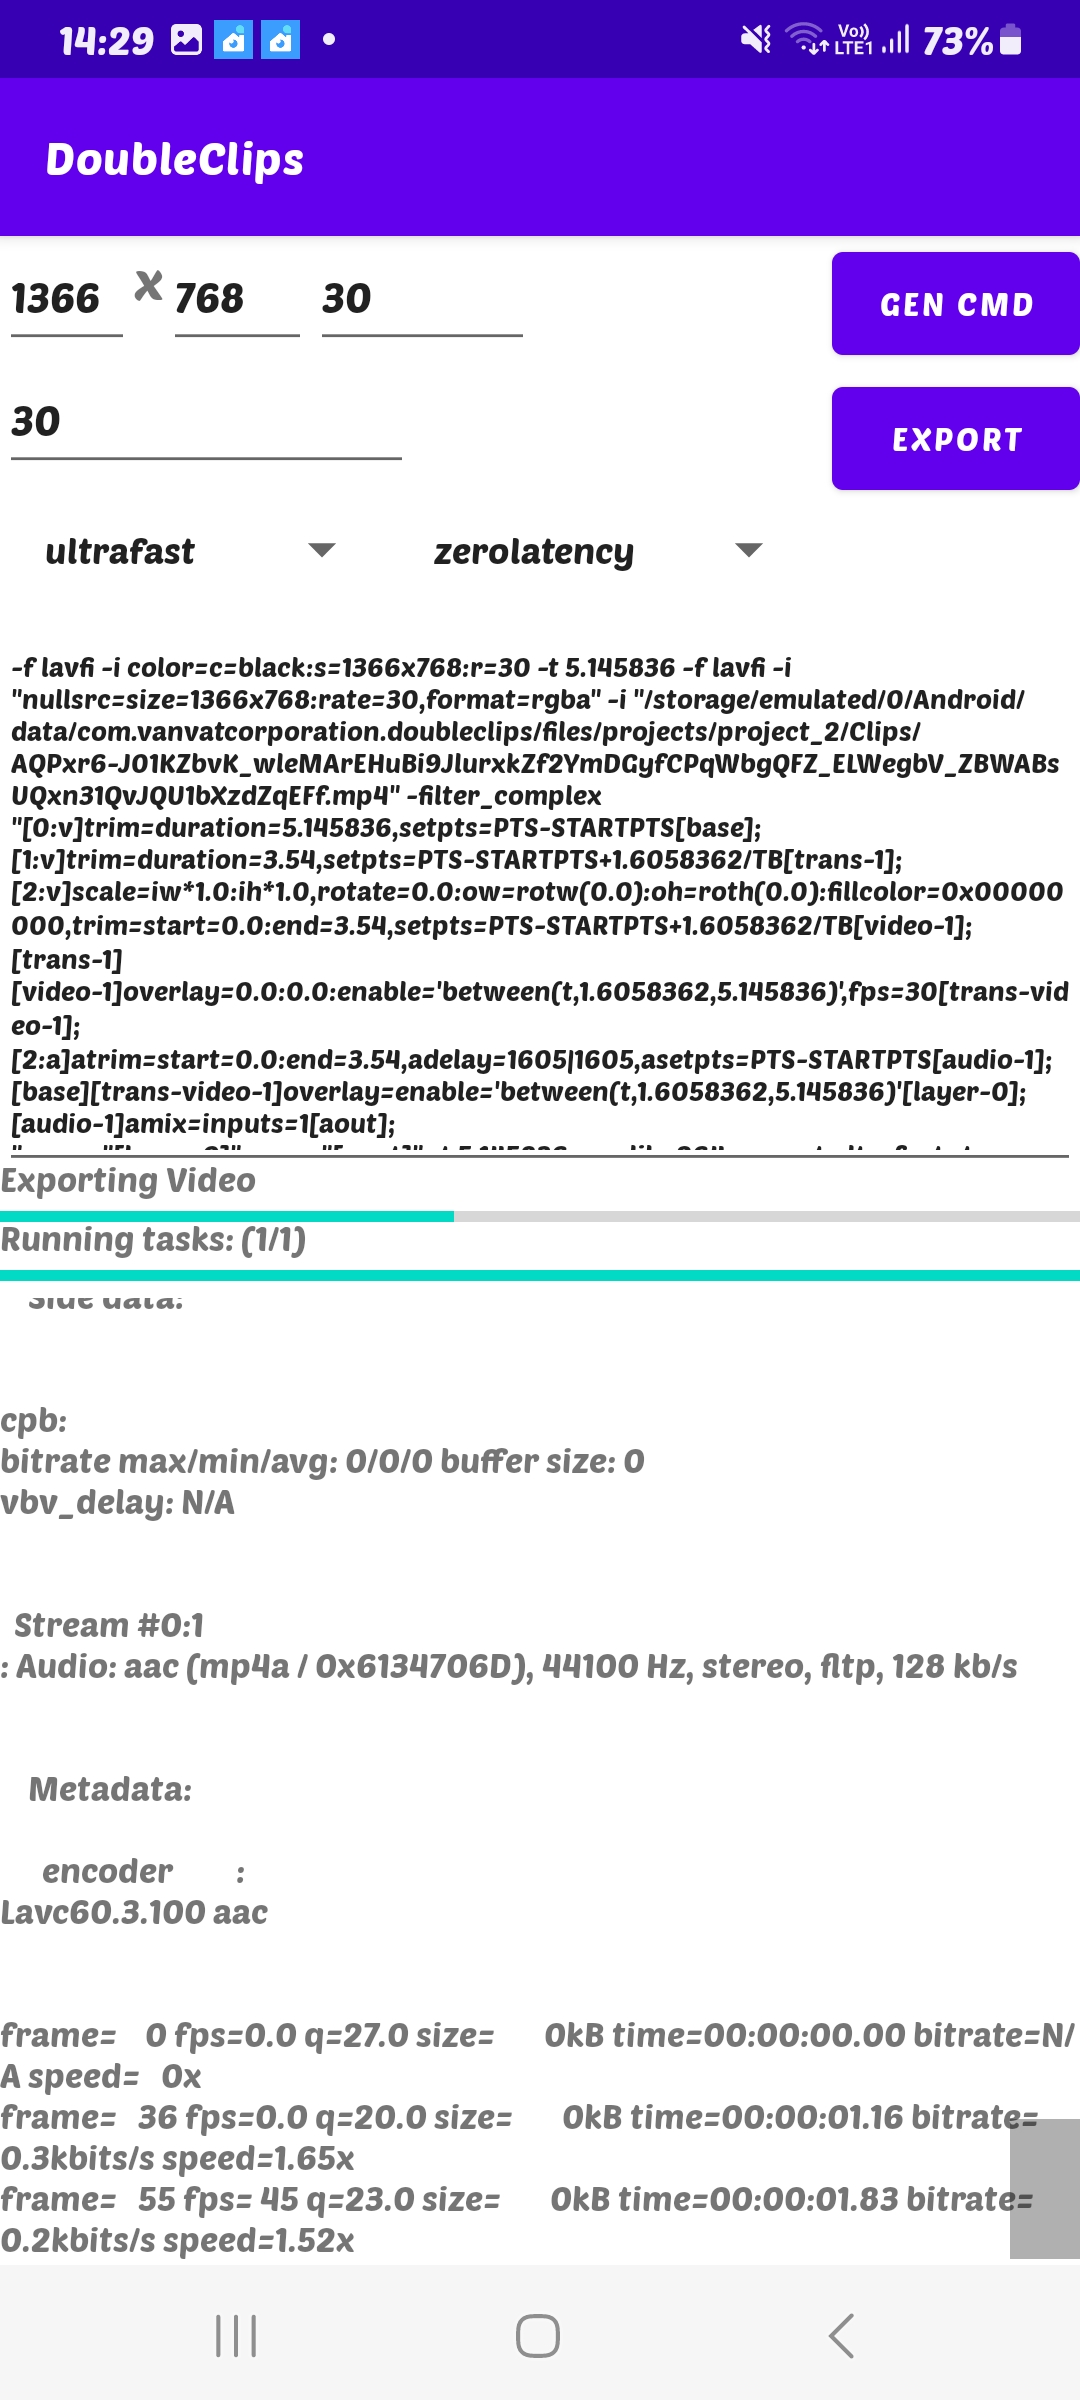 14:29 Vo)) LTE1 73%
DoubleClips
1366 x 768 30 GEN CMD
30 EXPORT
ultrafast zerolatency
-f lavfi -i color=c=black:s=1366x768:r=30 -t 5.145836 -f lavfi -i
"nullsrc=size=1366x768:rate=30,format=rgba" -i "/storage/emulated/0/Android/
data/com.vanvatcorporation.doubleclips/files/projects/project_2/Clips/
AQPxr6-J01KZbvK_wleMArEHuBi9JlurxkZf2YmDGyfCPqWbgQFZ_ELWegbV_ZBWABs
UQxn31QvJQU1bXzdZqEFf.mp4" -filter_complex
"[0:v]trim=duration=5.145836,setpts=PTS-STARTPTS[base];
[1:v]trim=duration=3.54,setpts=PTS-STARTPTS+1.6058362/TB[trans-1];
[2:v]scale=iw*1.0:ih*1.0,rotate=0.0:ow=rotw(0.0):oh=roth(0.0):fillcolor=0x00000
000,trim=start=0.0:end=3.54,setpts=PTS-STARTPTS+1.6058362/TB[video-1];
[trans-1]
[video-1]overlay=0.0:0.0:enable='between(t,1.6058362,5.145836)',fps=30[trans-vid
eo-1];
[2:a]atrim=start=0.0:end=3.54,adelay=1605|1605,asetpts=PTS-STARTPTS[audio-1];
[base][trans-video-1]overlay=enable='between(t,1.6058362,5.145836)'[layer-0];
[audio-1]amix=inputs=1[aout];
Exporting Video
Running tasks: (1/1)
side data:
cpb:
bitrate max/min/avg: 0/0/0 buffer size: 0
vbv_delay: N/A
Stream #0:1
: Audio: aac (mp4a / 0x6134706D), 44100 Hz, stereo, fltp, 128 kb/s
Metadata:
encoder :
Lavc60.3.100 aac
frame= 0 fps=0.0 q=27.0 size= 0kB time=00:00:00.00 bitrate=N/
A speed= 0x
frame= 36 fps=0.0 q=20.0 size= 0kB time=00:00:01.16 bitrate=
0.3kbits/s speed=1.65x
frame= 55 fps= 45 q=23.0 size= 0kB time=00:00:01.83 bitrate=
0.2kbits/s speed=1.52x